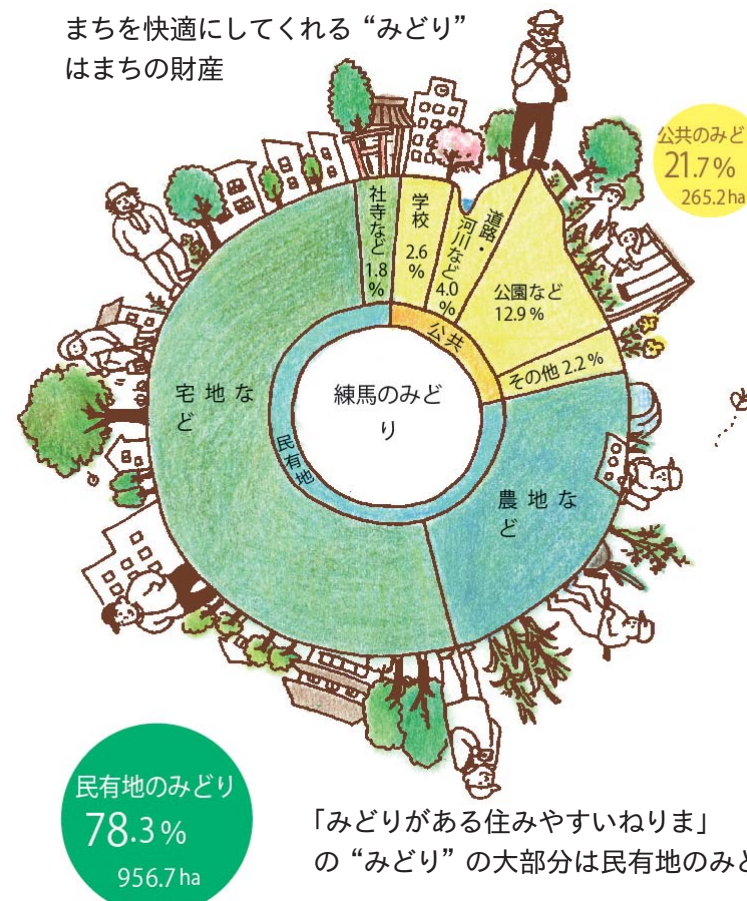 まちを快適にしてくれる“みどり”
はまちの財産
公共のみど
21.7%
265.2ha
社寺など
1.8
%
学校
2.6
%
道路・
河川など
4.0
%
公園など
12.9%
その他 2.2%
公共
練馬のみど
り
民有地
宅地な
ど
農地な
ど
民有地のみどり
78.3%
956.7ha
「みどりがある住みやすいねりま」
の“みどり”の大部分は民有地のみど